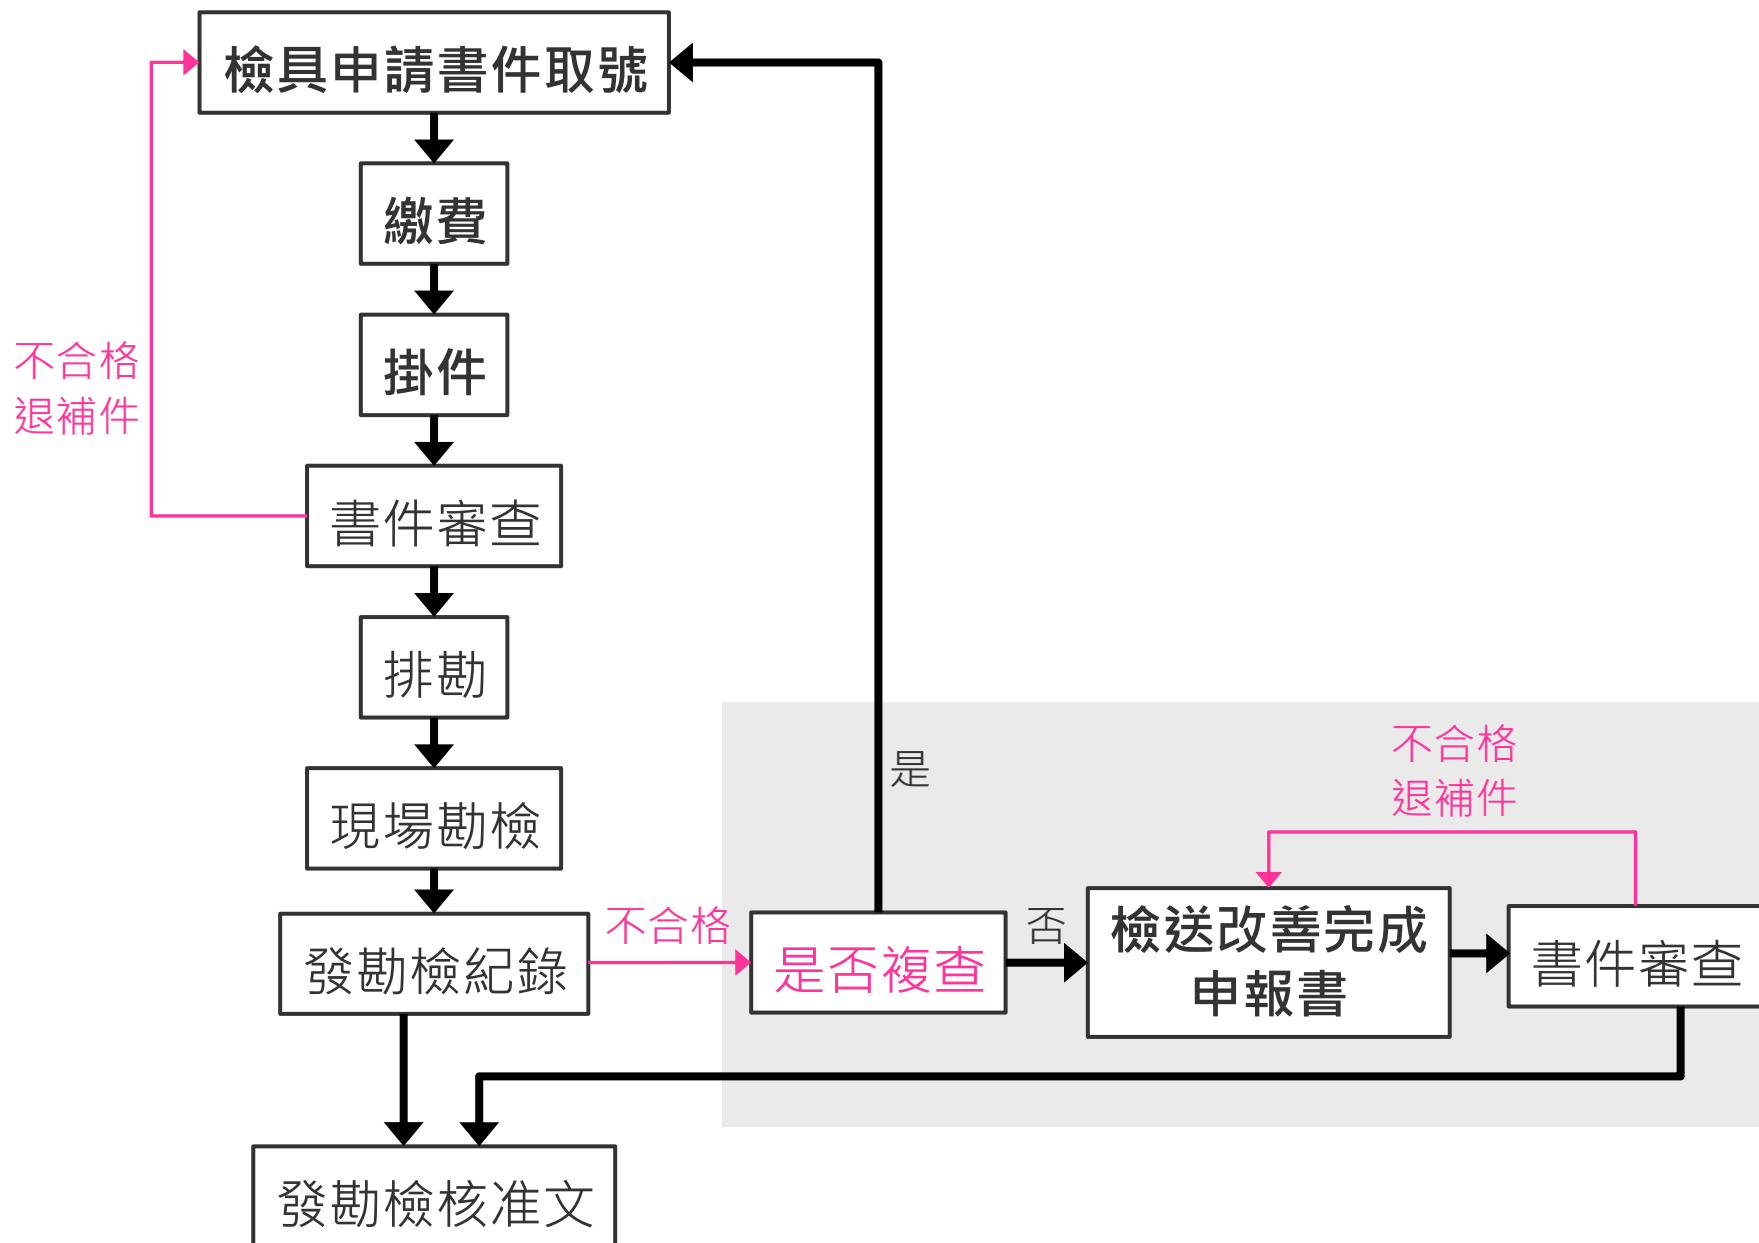 檢具申請書件取號
繳費
掛件
不合格
退補件
書件審查
排勘
現場勘檢
發勘檢紀錄
不合格
是否複查
是
否
檢送改善完成
申報書
不合格
退補件
書件審查
發勘檢核准文